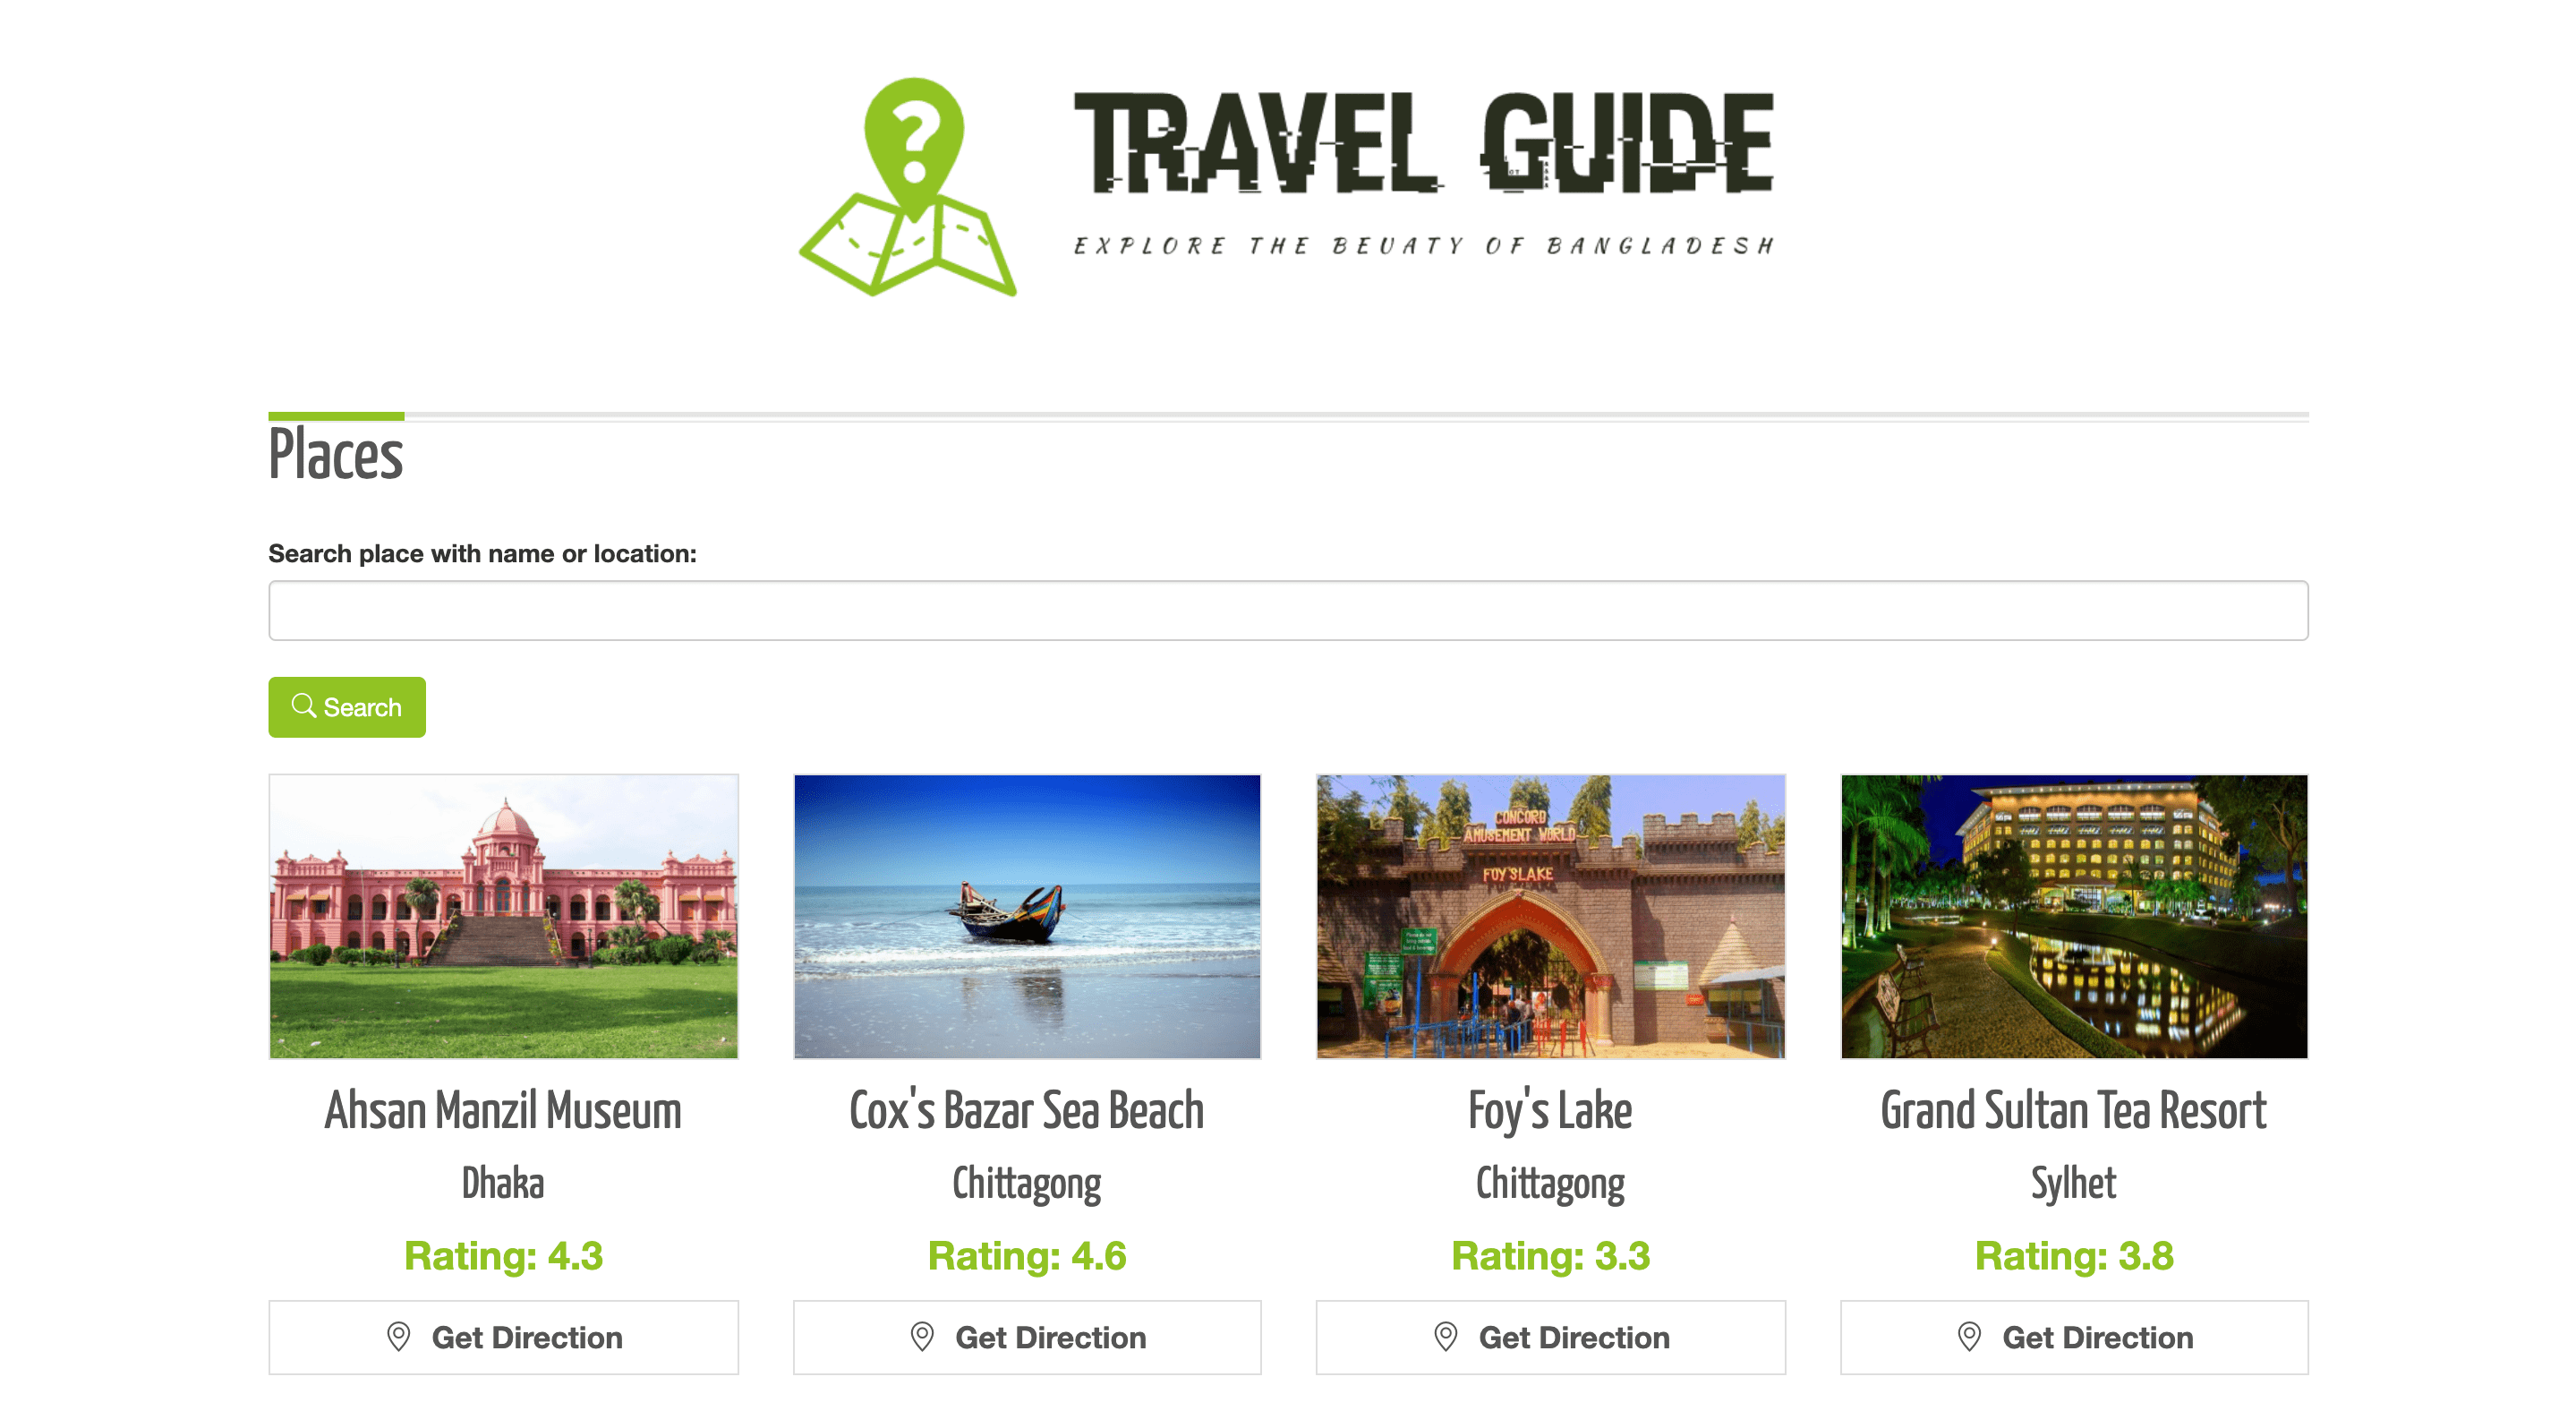 ?
TRAVEL GUIDE
EXPLORE THE BEUATY OF BANGLADESH
Places
Search place with name or location:
Search
CONCORD
AMUSEMENT WORLD
FOY'S LAKE
Ahsan Manzil Museum
Cox's Bazar Sea Beach
Foy's Lake
Grand Sultan Tea Resort
Dhaka
Chittagong
Chittagong
Sylhet
Rating: 4.3
Rating: 4.6
Rating: 3.3
Rating: 3.8
Get Direction
Get Direction
Get Direction
Get Direction